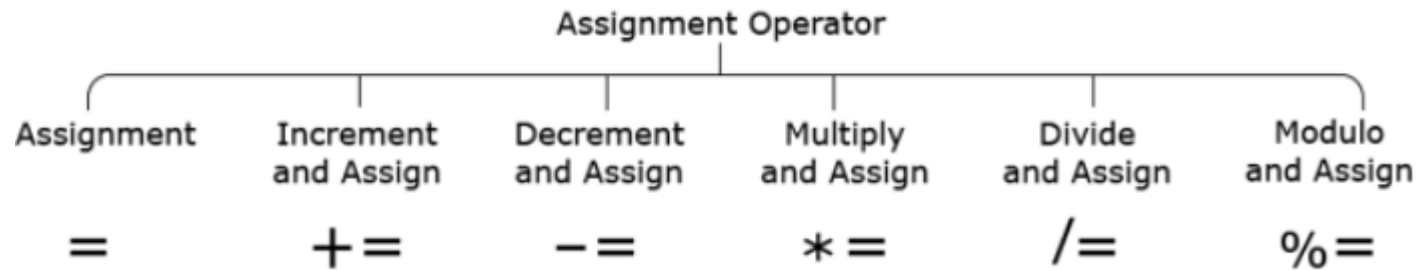 Assignment Operator
Assignment
Increment
and Assign
Decrement
and Assign
Multiply
and Assign
Divide
and Assign
Modulo
and Assign
=
+=
-=
*=
/=
%=